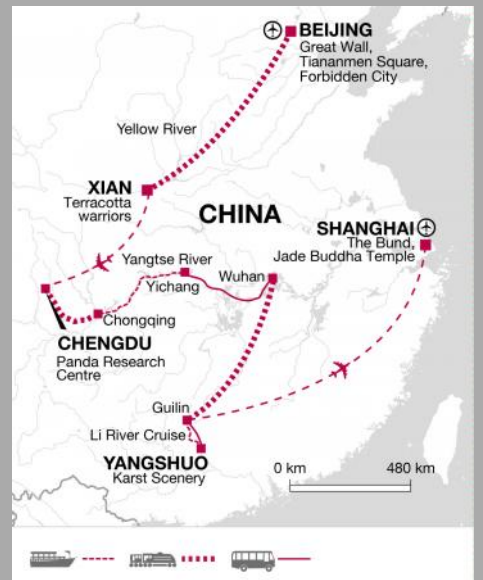 BEIJING
Great Wall,
Tiananmen Square,
Forbidden City
Yellow River
XIAN
Terracotta
warriors
CHINA
SHANGHAI
The Bund,
Jade Buddha Temple
Yangtse River
Yichang
Wuhan
Chongqing
CHENGDU
Panda Research
Centre
Guilin
Li River Cruise
YANGSHUO
Karst Scenery
0 km
480 km